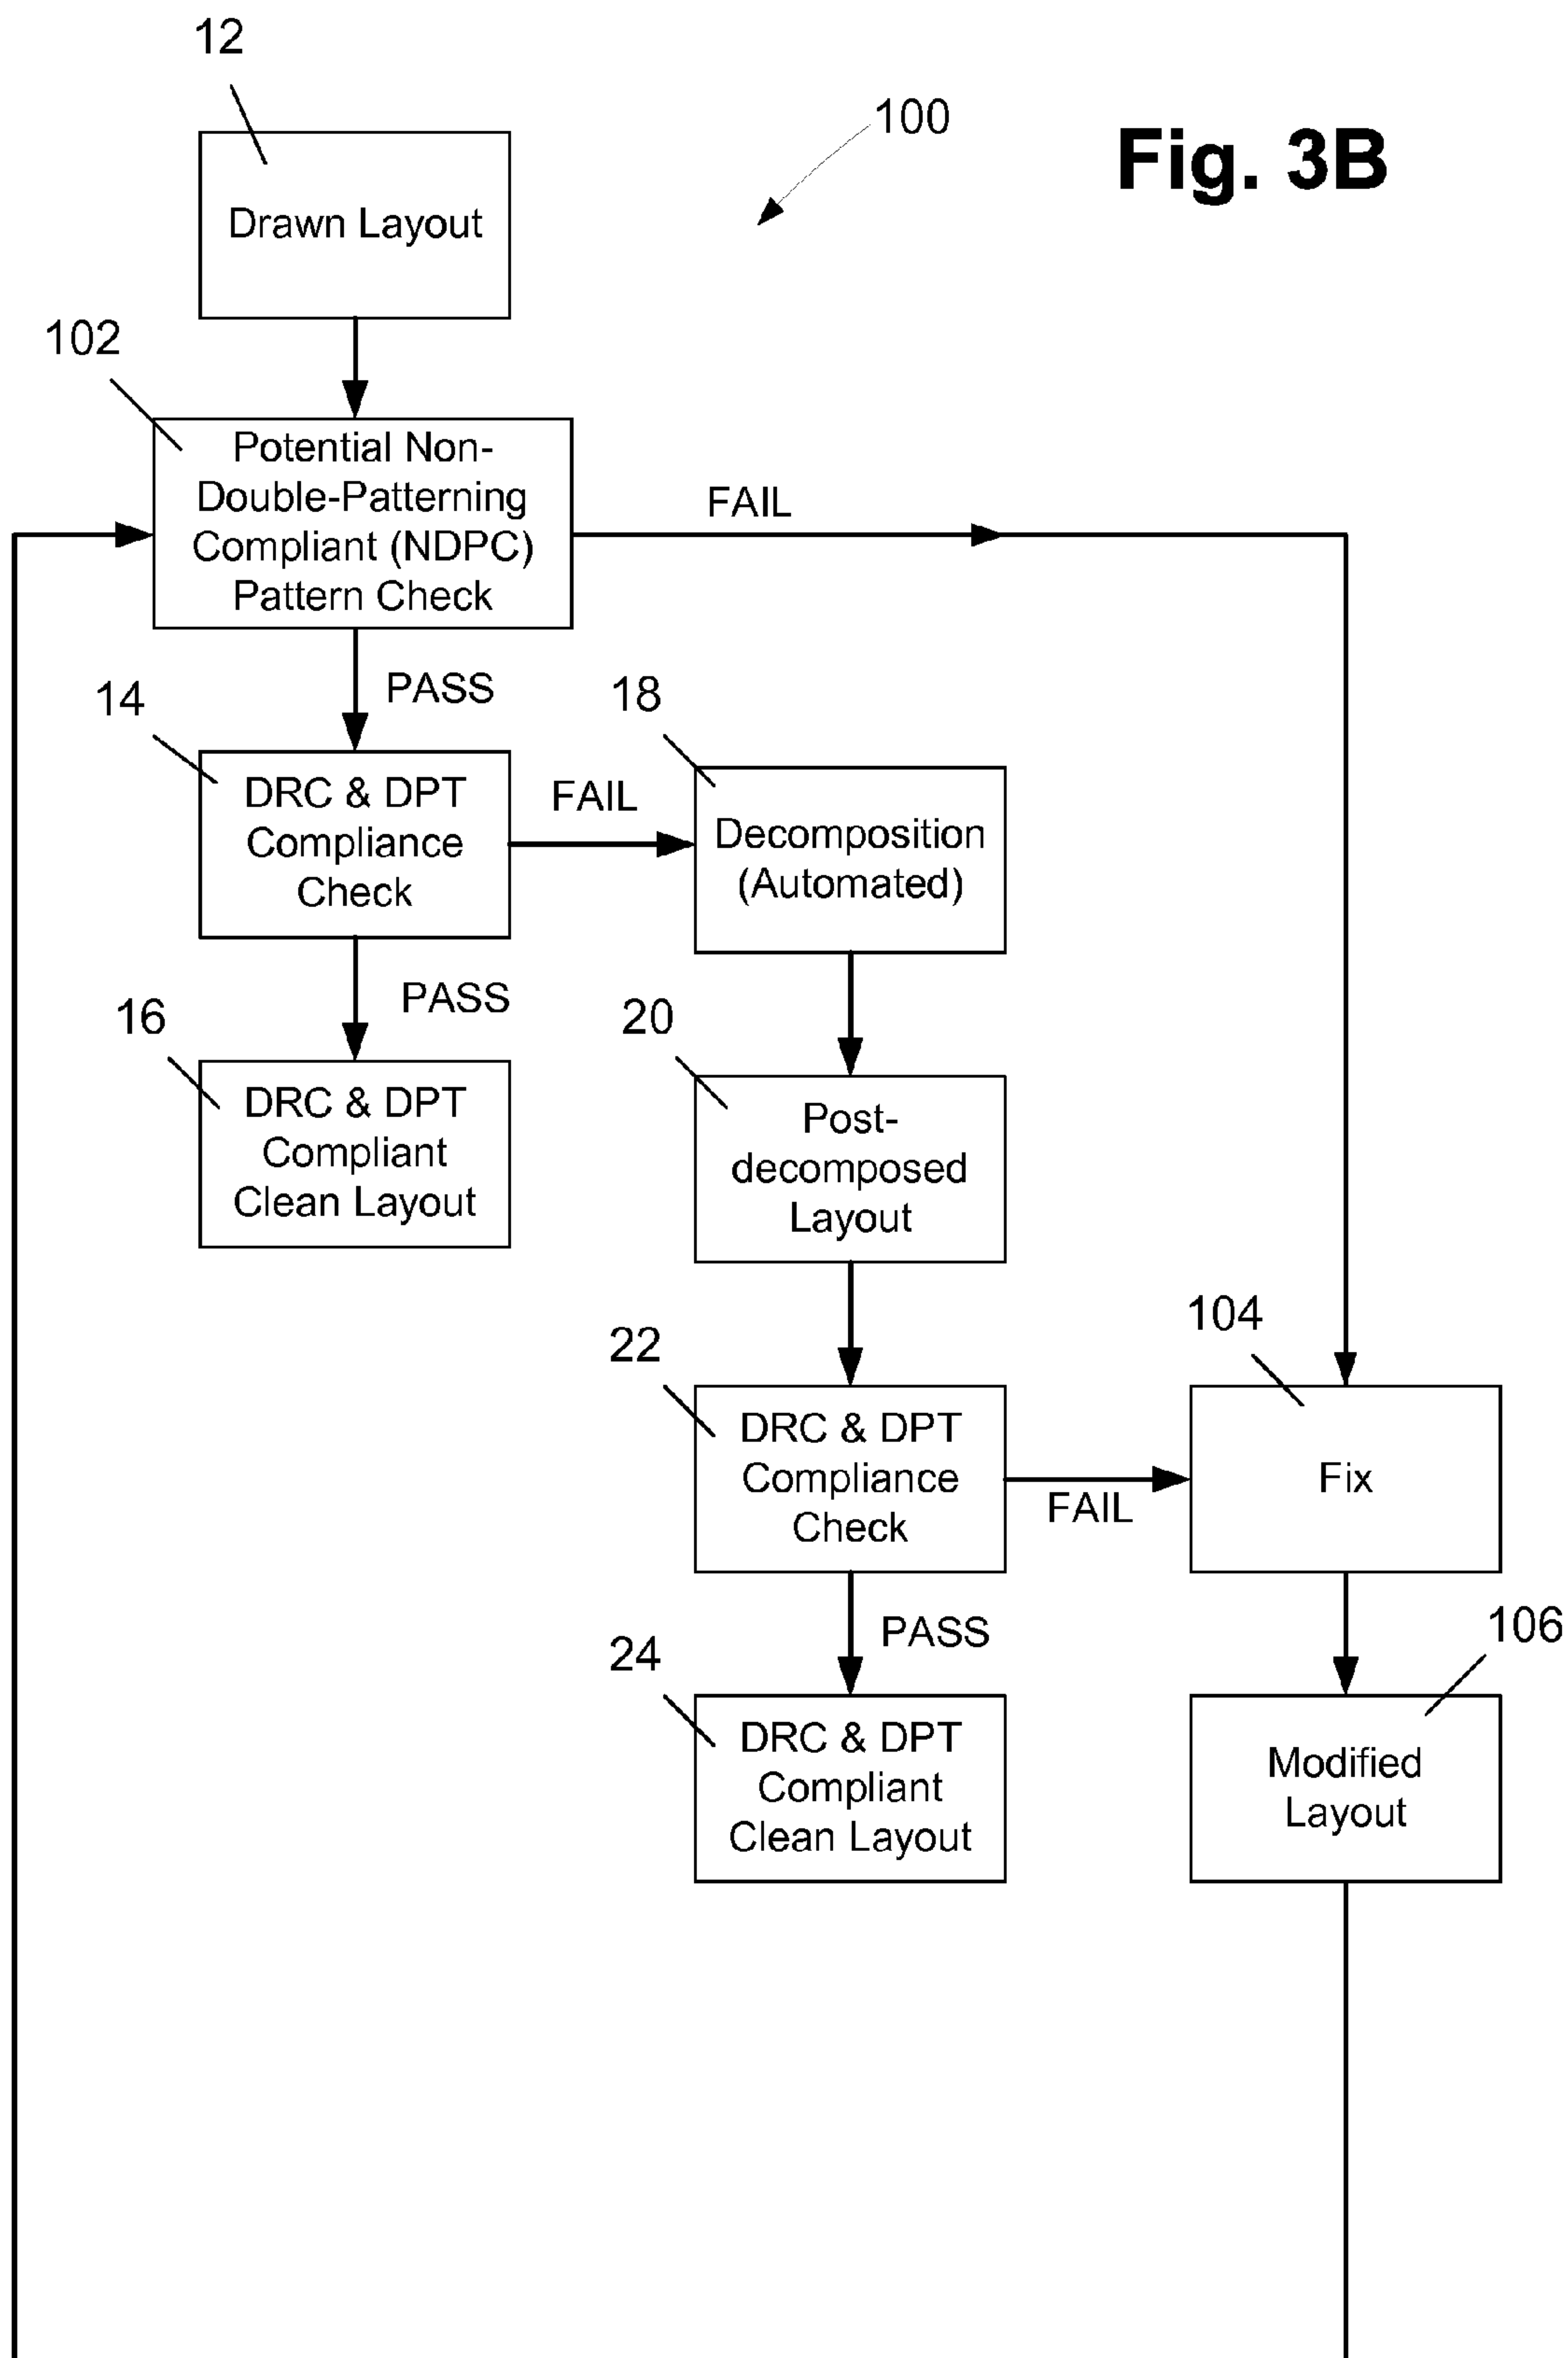 12
100
Fig. 3B
Drawn Layout
102
Potential Non-
Double-Patterning
Compliant (NDPC)
Pattern Check
FAIL
PASS
14
DRC & DPT
Compliance
Check
FAIL
18
Decomposition
(Automated)
PASS
16
DRC & DPT
Compliant
Clean Layout
20
Post-
decomposed
Layout
22
DRC & DPT
Compliance
Check
FAIL
104
Fix
PASS
24
DRC & DPT
Compliant
Clean Layout
106
Modified
Layout